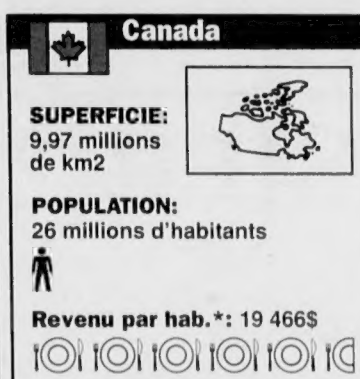 Canada
SUPERFICIE:
9,97 millions
de km2
POPULATION:
26 millions d'habitants
Revenu par hab.*: 19 466$